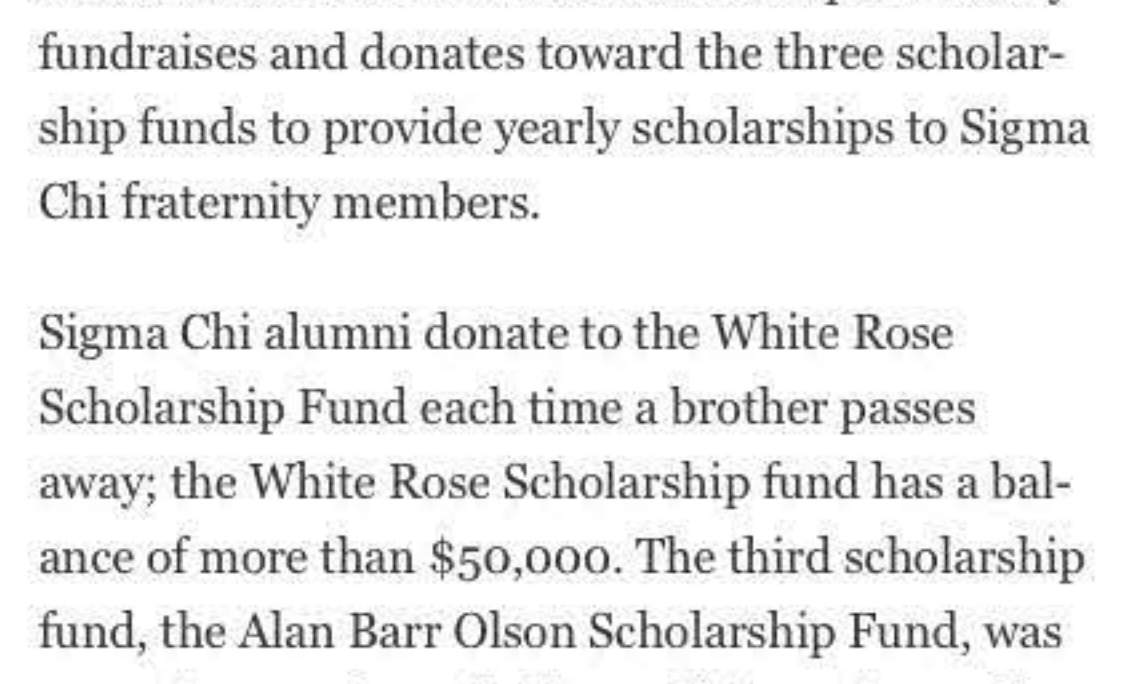 fundraises and donates toward the three scholar-
ship funds to provide yearly scholarships to Sigma
Chi fraternity members.
Sigma Chi alumni donate to the White Rose
Scholarship Fund each time a brother passes
away; the White Rose Scholarship fund has a bal-
ance of more than $50,000. The third scholarship
fund, the Alan Barr Olson Scholarship Fund, was